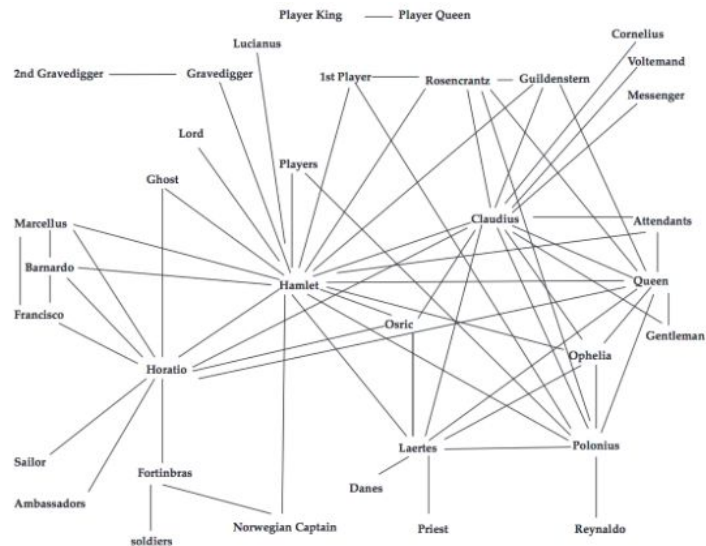 Player King
Player Queen
Cornelius
Lucianus
Voltemand
2nd Gravedigger
Gravedigger
1st Player
Rosencrantz
Guildenstern
Messenger
Lord
Players
Ghost
Marcellus
Claudius
Attendants
Barnardo
Hamlet
Queen
Francisco
Osric
Gentleman
Ophelia
Horatio
Laertes
Polonius
Sailor
Fortinbras
Danes
Ambassadors
Norwegian Captain
Priest
Reynaldo
soldiers